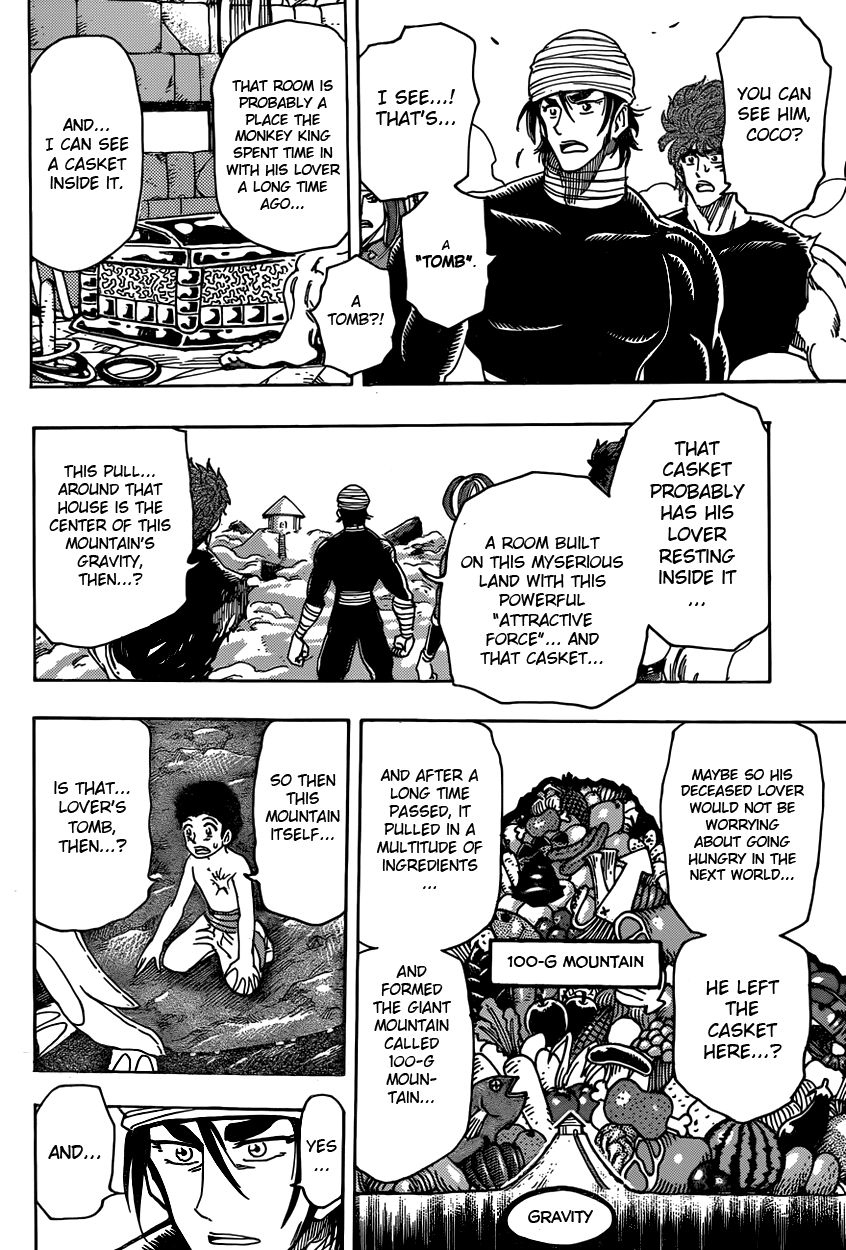 YOU CAN
SEE HIM,
COCO?
I SEE...!
THAT'S...
A
"TOMB".
A
TOMB?!
THAT ROOM IS
PROBABLY A
PLACE THE
MONKEY KING
SPENT TIME IN
WITH HIS LOVER
A LONG TIME
AGO...
AND...
I CAN SEE
A CASKET
INSIDE IT.
THAT
CASKET
PROBABLY
HAS HIS
LOVER
RESTING
INSIDE IT
...
A ROOM BUILT
ON THIS MYSERIOUS
LAND WITH THIS
POWERFUL
"ATTRACTIVE
FORCE"... AND
THAT CASKET...
THIS PULL...
AROUND THAT
HOUSE IS THE
CENTER OF THIS
MOUNTAIN'S
GRAVITY,
THEN...?
MAYBE SO HIS
DECEASED LOVER
WOULD NOT BE
WORRYING
ABOUT GOING
HUNGRY IN THE
NEXT WORLD...
HE LEFT
THE
CASKET
HERE...?
AND AFTER A
LONG TIME
PASSED, IT
PULLED IN A
MULTITUDE OF
INGREDIENTS
...
100-G MOUNTAIN
AND
FORMED
THE GIANT
MOUNTAIN
CALLED
100-G
MOUN-
TAIN...
GRAVITY
SO THEN
THIS
MOUNTAIN
ITSELF...
IS THAT...
LOVER'S
TOMB,
THEN...?
YES
...
AND...